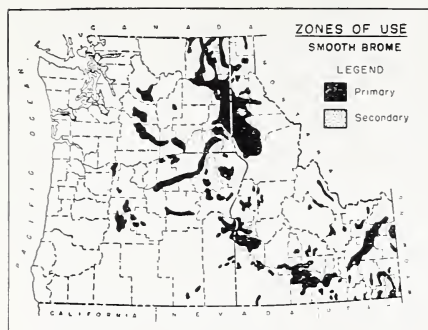 ZONES OF USE
SMOOTH BROME
LEGEND
Primary
Secondary
CANADA
PACIFIC OCEAN
CALIFORNIA
NEVADA
UTAH